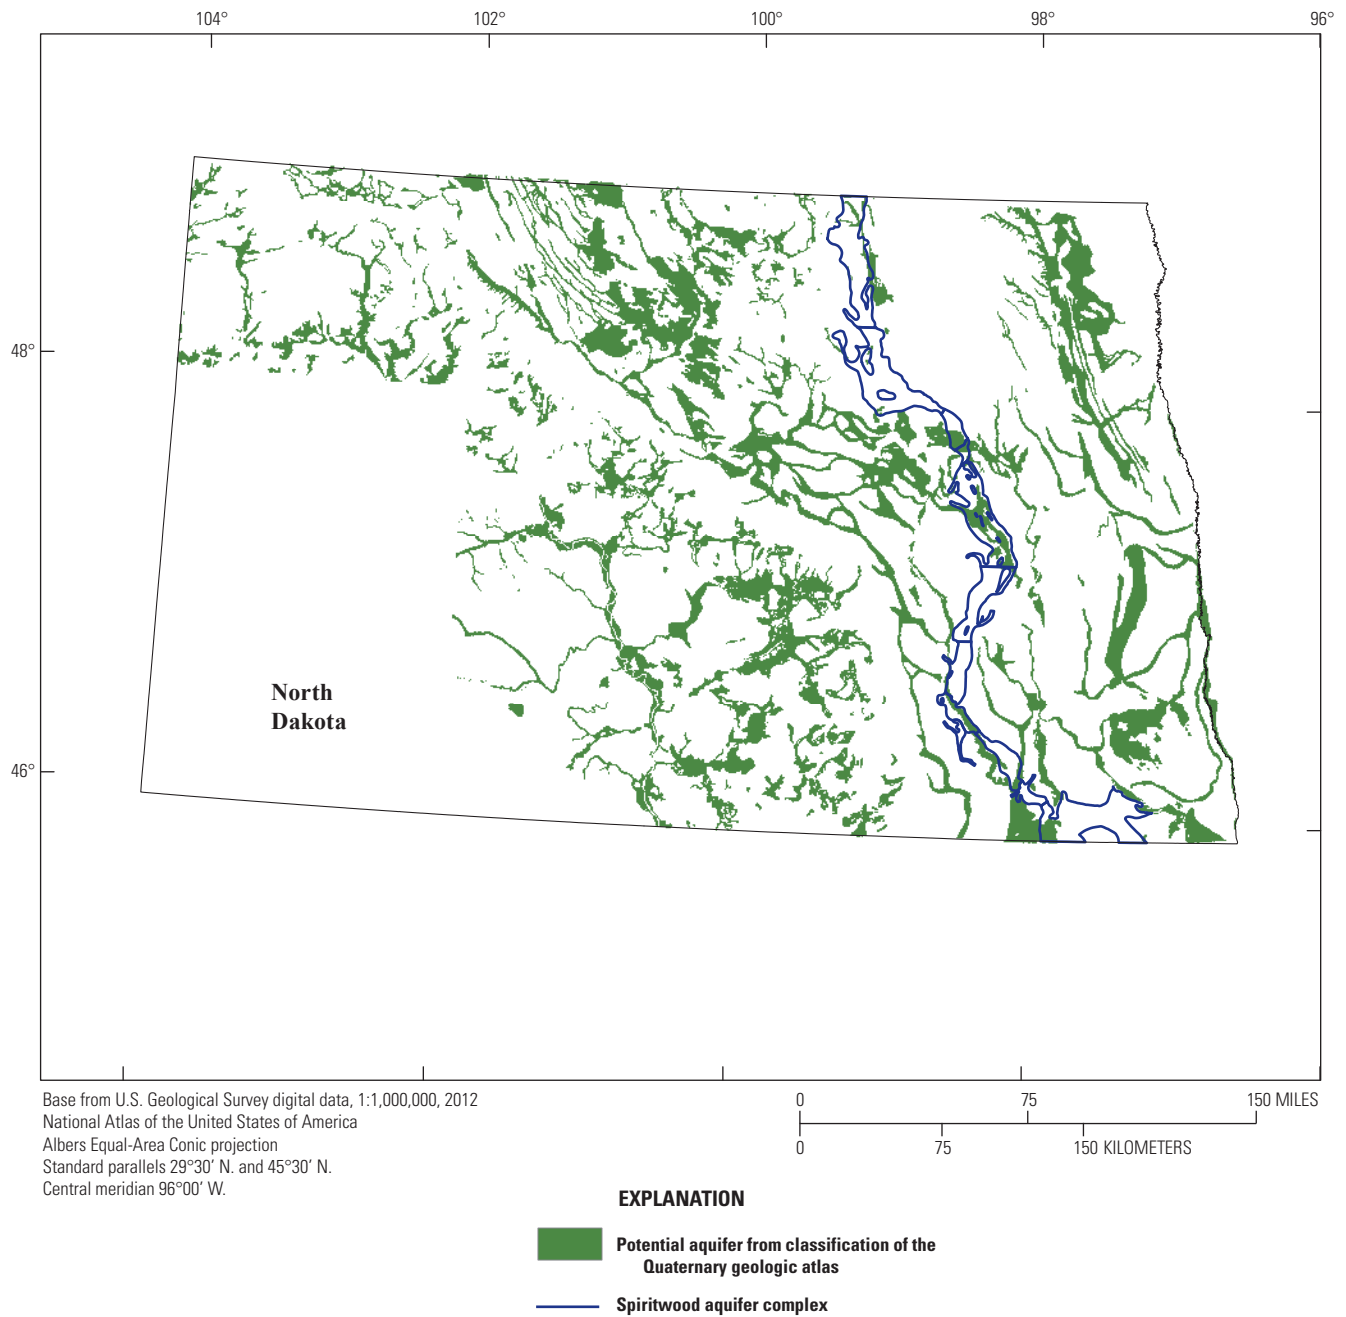 104° 102° 100° 98° 96°
48°
North
Dakota
46°
Base from U.S. Geological Survey digital data, 1:1,000,000, 2012
National Atlas of the United States of America
Albers Equal-Area Conic projection
Standard parallels 29°30′ N. and 45°30′ N.
Central meridian 96°00′ W.
0 75 150 MILES
0 75 150 KILOMETERS
EXPLANATION
Potential aquifer from classification of the
Quaternary geologic atlas
Spiritwood aquifer complex